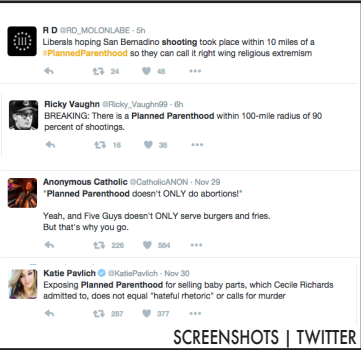 R D @RD_MOLONLABE · 5h
Liberals hoping San Bernadino shooting took place within 10 miles of a
#PlannedParenthood so they can call it right wing religious extremism
24 48
Ricky Vaughn @Ricky_Vaughn99 · 6h
BREAKING: There is a Planned Parenthood within 100-mile radius of 90
percent of shootings.
16 38
Anonymous Catholic @CatholicANON · Nov 29
"Planned Parenthood doesn't ONLY do abortions!"
Yeah, and Five Guys doesn't ONLY serve burgers and fries.
But that's why you go.
228 584
Katie Pavlich @KatiePavlich · Nov 30
Exposing Planned Parenthood for selling baby parts, which Cecile Richards
admitted to, does not equal "hateful rhetoric" or calls for murder
287 377
SCREENSHOTS | TWITTER